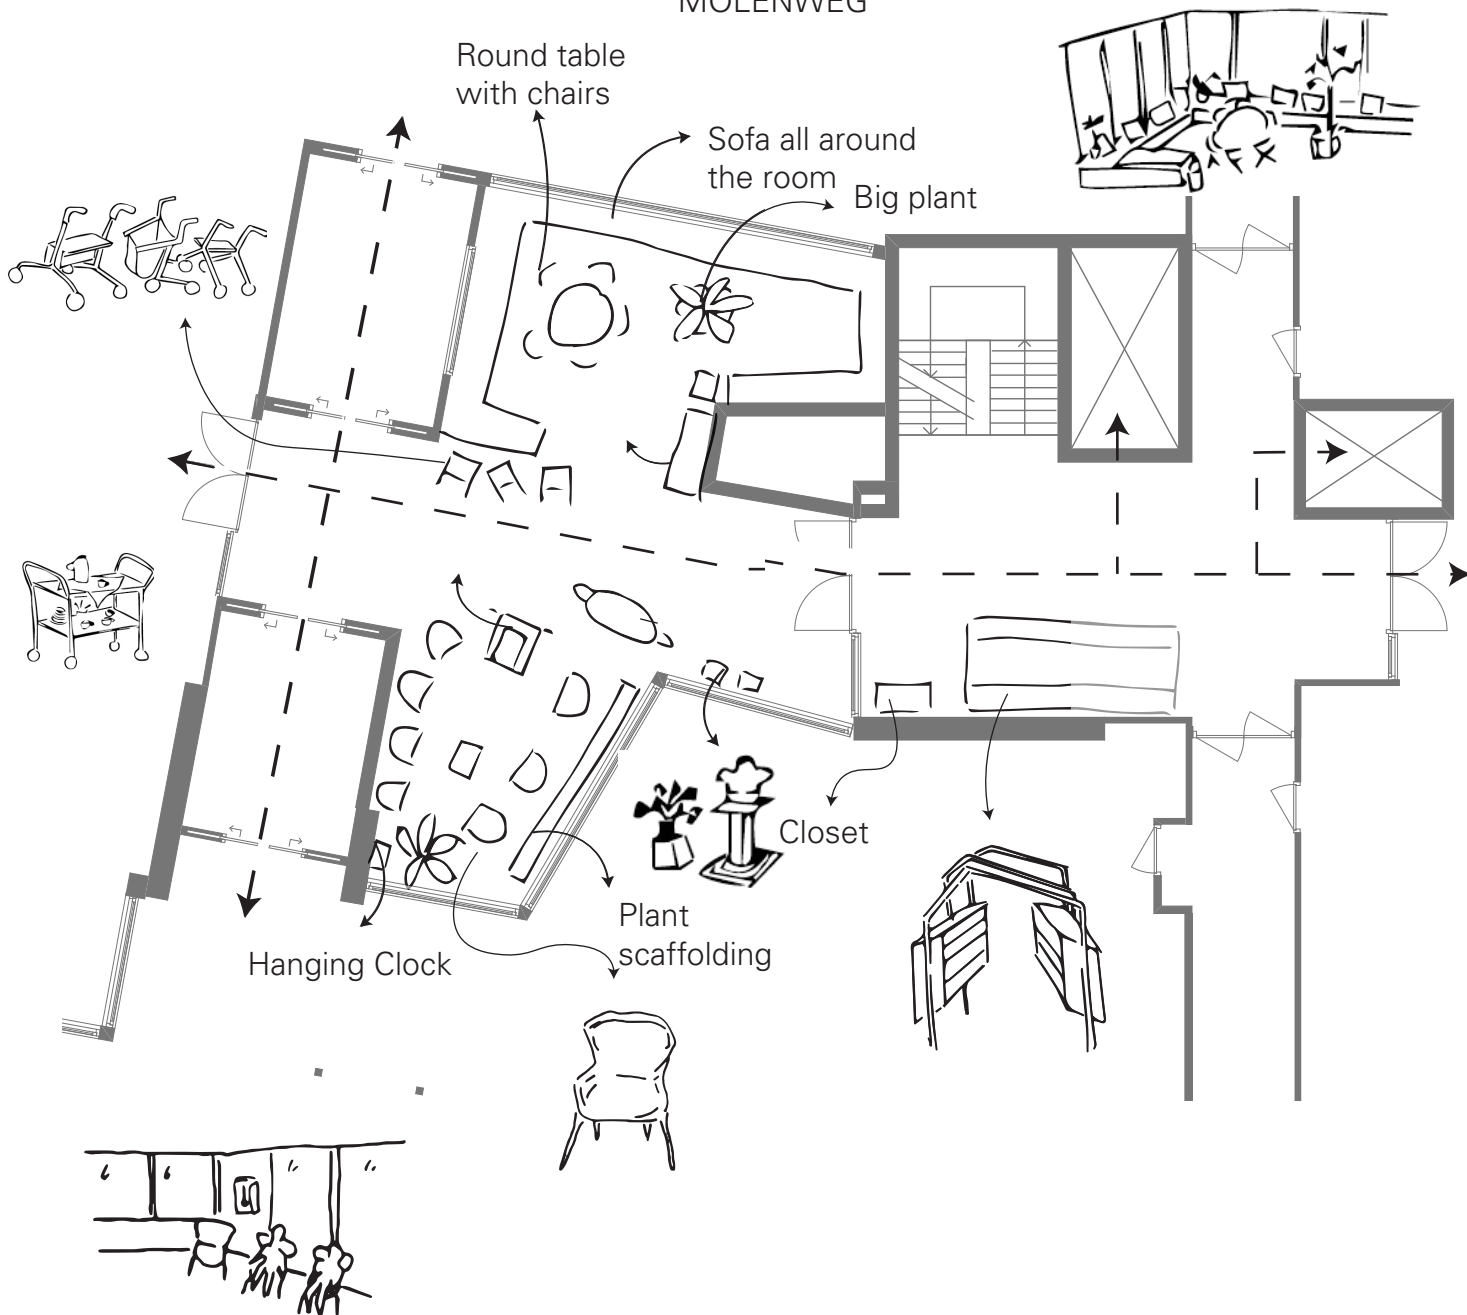 MOLENWEG
Round table
with chairs
Sofa all around
the room
Big plant
Closet
Plant
scaffolding
Hanging Clock